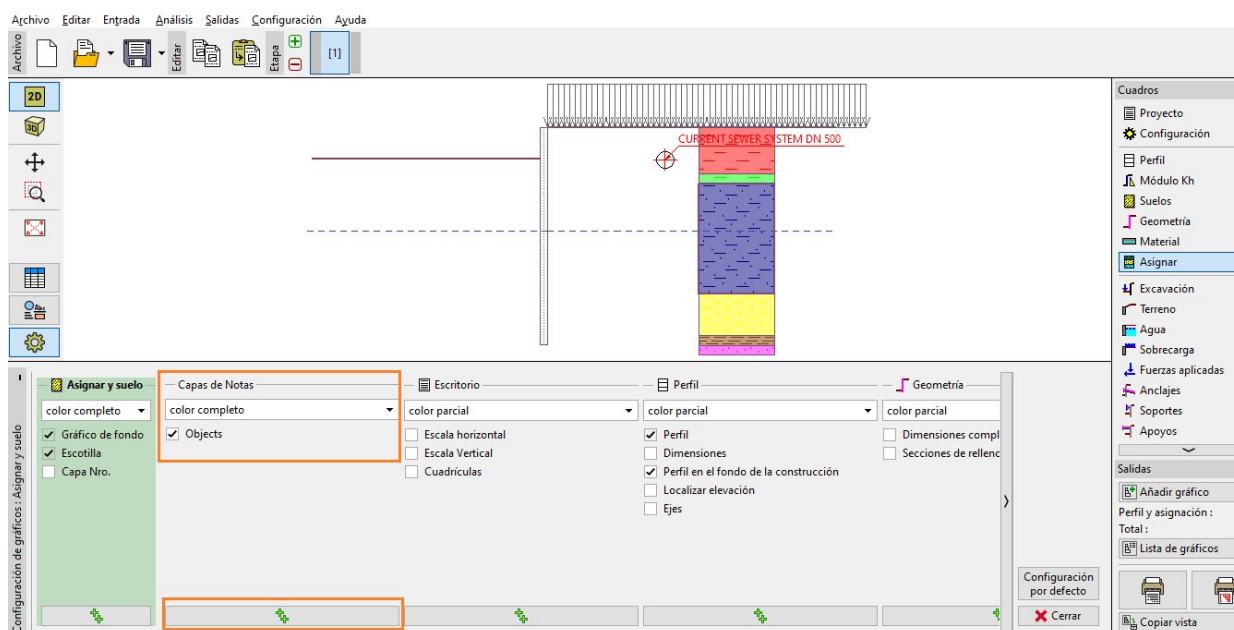 Archivo Editar Entrada Análisis Salidas Configuración Ayuda
Archivo
Editar
Etapa
[1]
2D
3D
Abc
CURRENT SEWER SYSTEM DN 500
Cuadros
Proyecto
Configuración
Perfil
Módulo Kh
Suelos
Geometría
Material
Asignar
Excavación
Terreno
Agua
Sobrecarga
Fuerzas aplicadas
Anclajes
Soportes
Apoyos
Salidas
Añadir gráfico
Perfil y asignación :
Total :
Lista de gráficos
Copiar vista
Configuración de gráficos : Asignar y suelo
Asignar y suelo
color completo
Gráfico de fondo
Escotilla
Capa Nro.
Capas de Notas
color completo
Objects
Escritorio
color parcial
Escala horizontal
Escala Vertical
Cuadrículas
Perfil
color parcial
Perfil
Dimensiones
Perfil en el fondo de la construcción
Localizar elevación
Ejes
Geometría
color parcial
Dimensiones compl
Secciones de rellenc
Configuración
por defecto
Cerrar